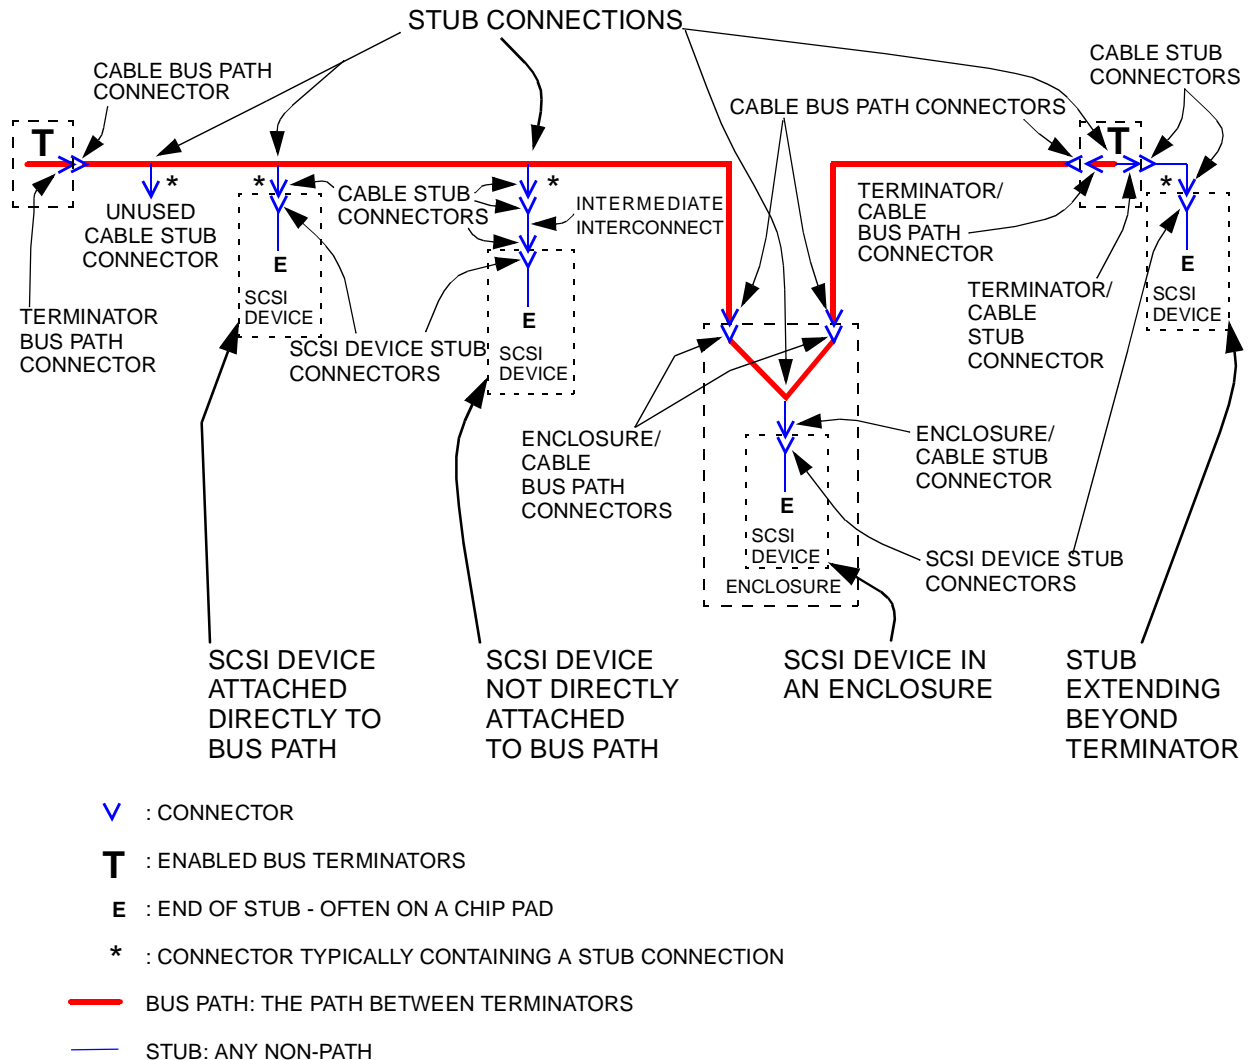 STUB CONNECTIONS
CABLE BUS PATH
CONNECTOR
CABLE STUB
CONNECTORS
CABLE BUS PATH CONNECTORS
T
T
*
*
*
*
UNUSED
CABLE STUB
CONNECTOR
CABLE STUB
CONNECTORS
INTERMEDIATE
INTERCONNECT
TERMINATOR/
CABLE
BUS PATH
CONNECTOR
E
SCSI
DEVICE
E
SCSI
DEVICE
E
SCSI
DEVICE
TERMINATOR
BUS PATH
CONNECTOR
SCSI DEVICE STUB
CONNECTORS
TERMINATOR/
CABLE
STUB
CONNECTOR
ENCLOSURE/
CABLE
BUS PATH
CONNECTORS
ENCLOSURE/
CABLE STUB
CONNECTOR
E
SCSI
DEVICE
ENCLOSURE
SCSI DEVICE STUB
CONNECTORS
SCSI DEVICE
ATTACHED
DIRECTLY TO
BUS PATH
SCSI DEVICE
NOT DIRECTLY
ATTACHED
TO BUS PATH
SCSI DEVICE IN
AN ENCLOSURE
STUB
EXTENDING
BEYOND
TERMINATOR
: CONNECTOR
T : ENABLED BUS TERMINATORS
E : END OF STUB - OFTEN ON A CHIP PAD
* : CONNECTOR TYPICALLY CONTAINING A STUB CONNECTION
BUS PATH: THE PATH BETWEEN TERMINATORS
STUB: ANY NON-PATH